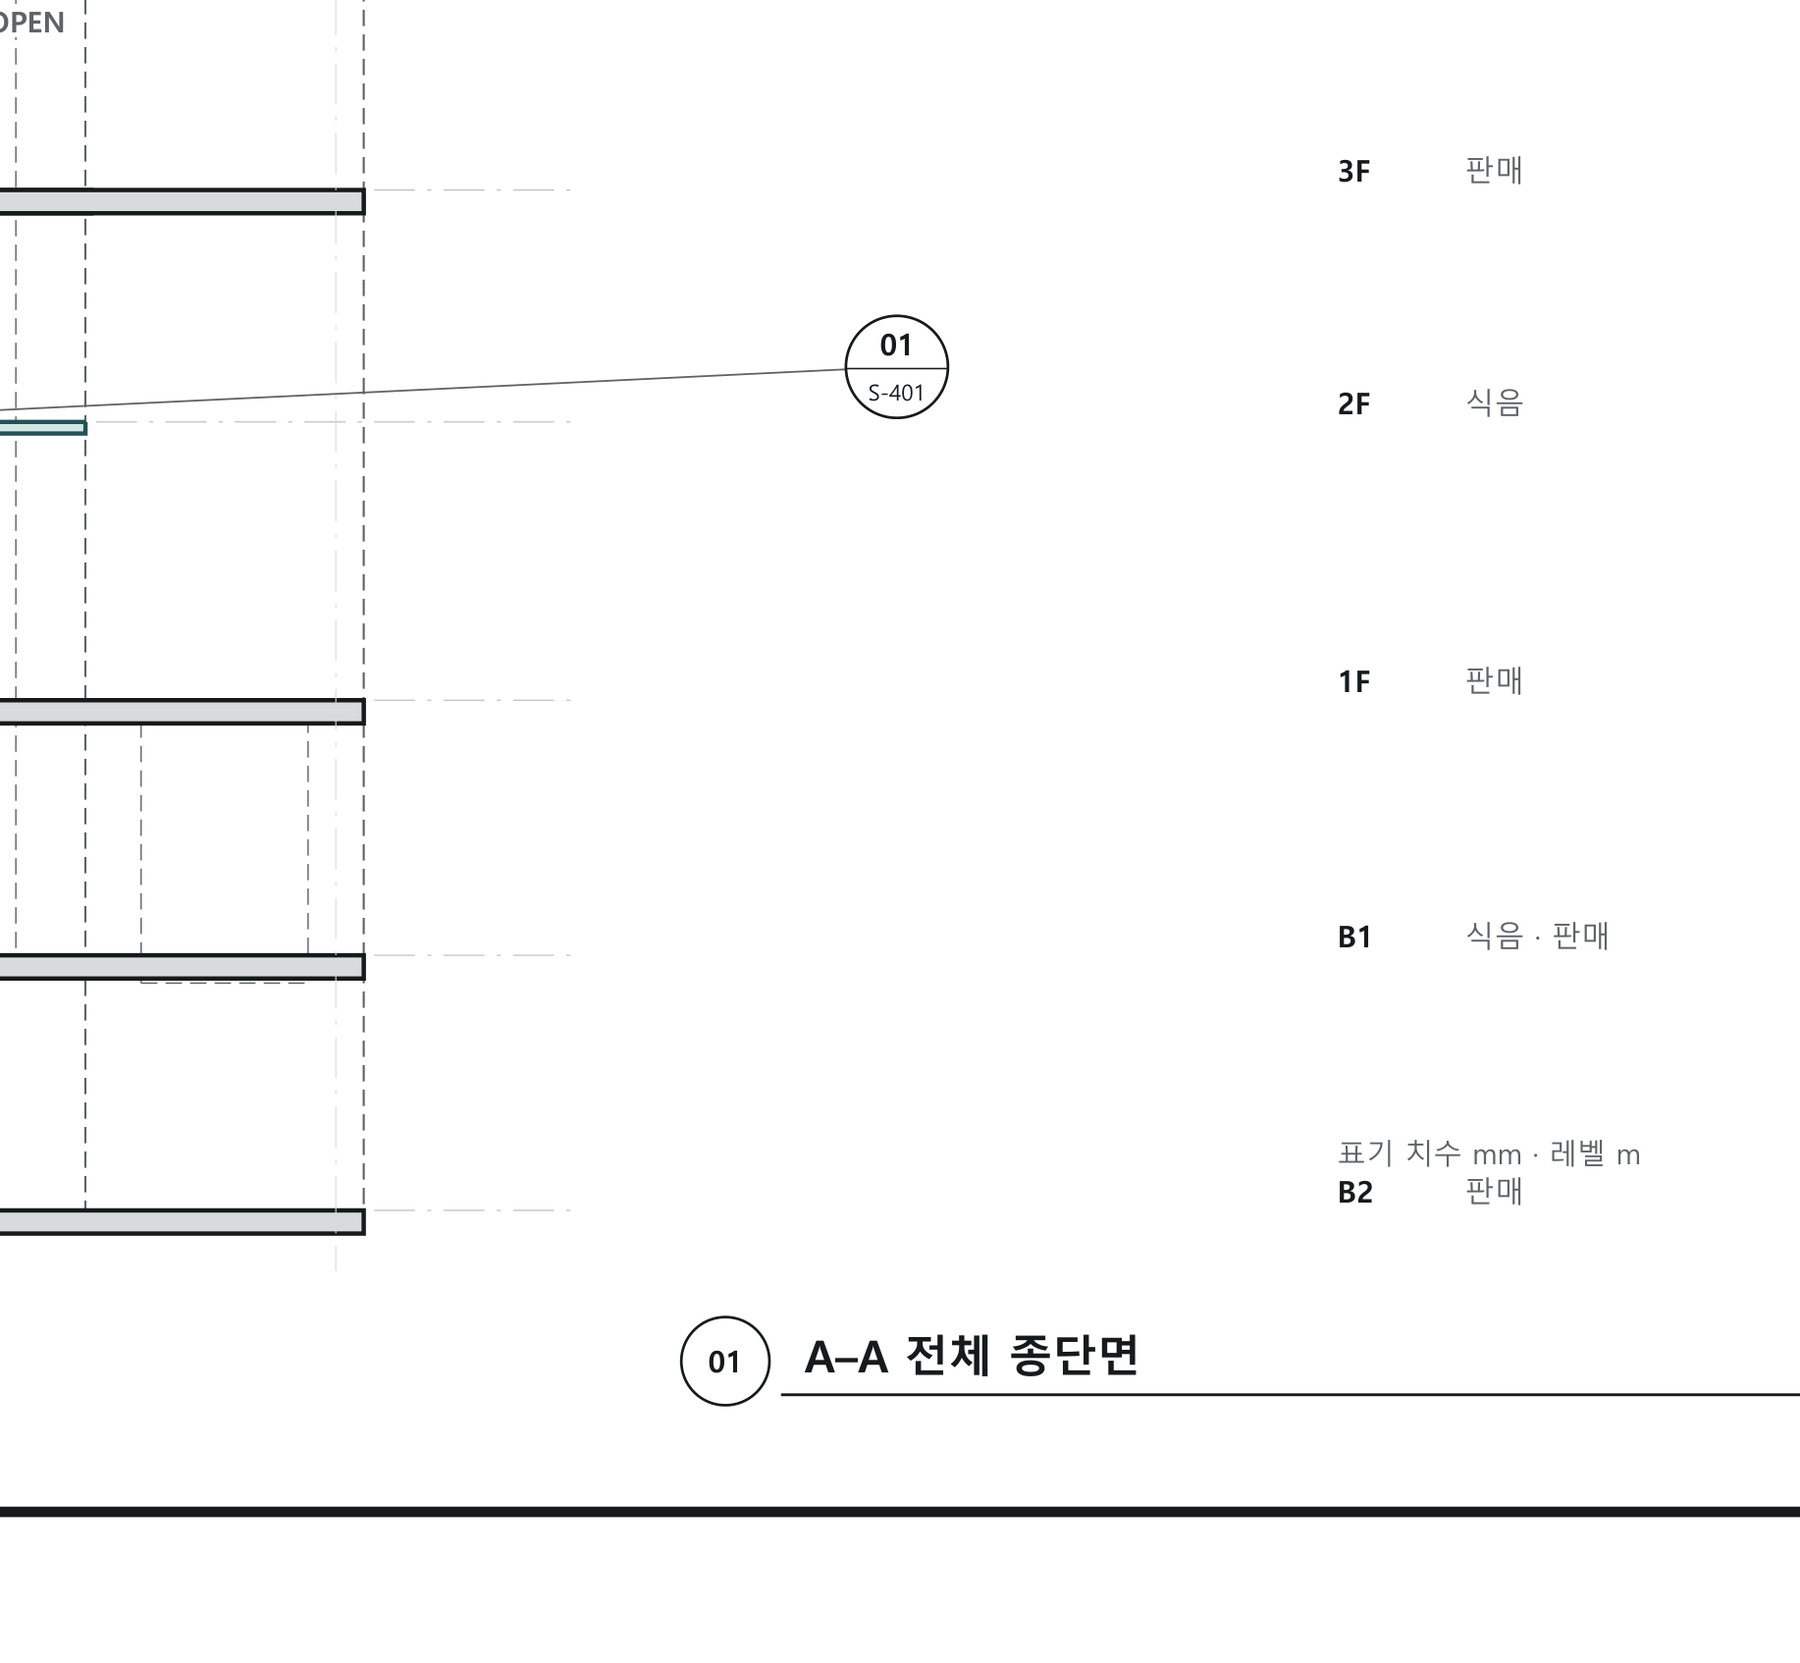 OPEN
3F 판매
01
S-401
2F 식음
1F 판매
B1 식음 · 판매
표기 치수 mm · 레벨 m
B2 판매
01 A–A 전체 종단면